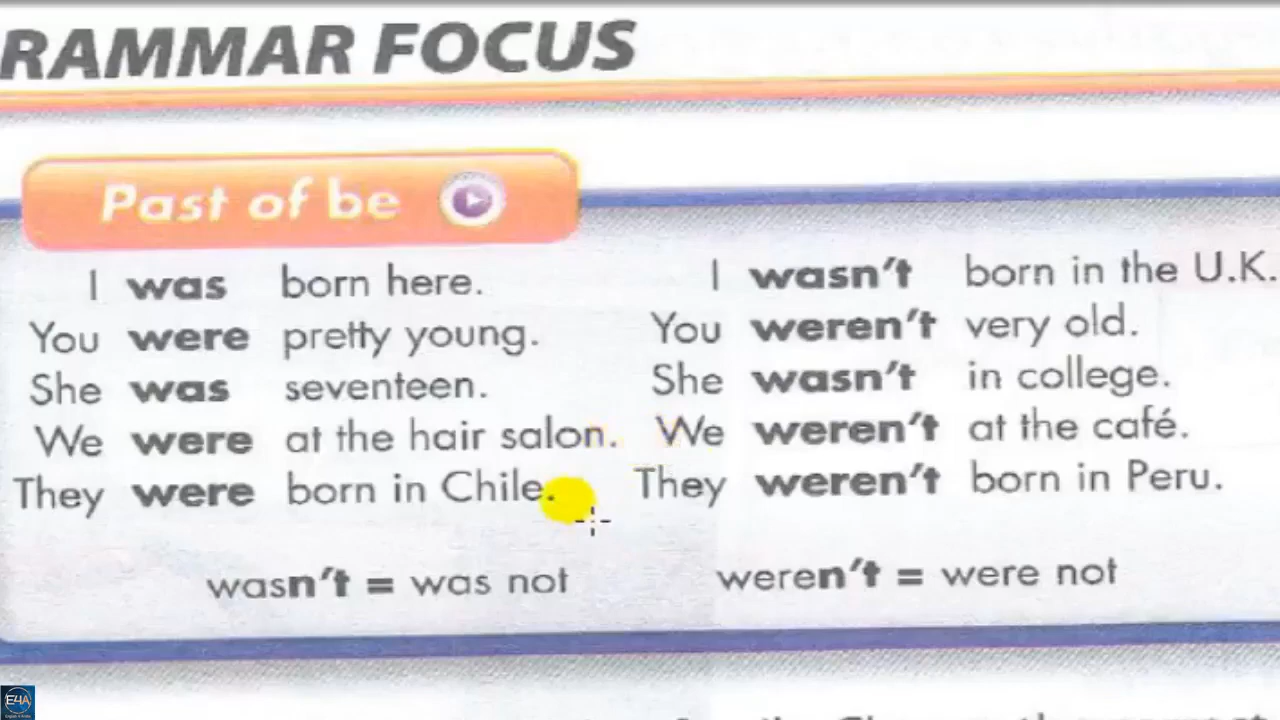 RAMMAR FOCUS
Past of be
I was born here. I wasn't born in the U.K.
You were pretty young. You weren't very old.
She was seventeen. She wasn't in college.
We were at the hair salon. We weren't at the café.
They were born in Chile. They weren't born in Peru.
wasn't = was not weren't = were not
E4A